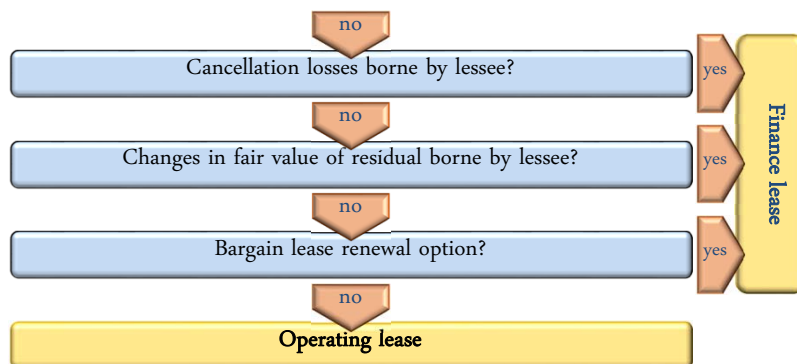 no
Cancellation losses borne by lessee?
yes
no
Changes in fair value of residual borne by lessee?
yes
no
Bargain lease renewal option?
yes
Finance lease
no
Operating lease